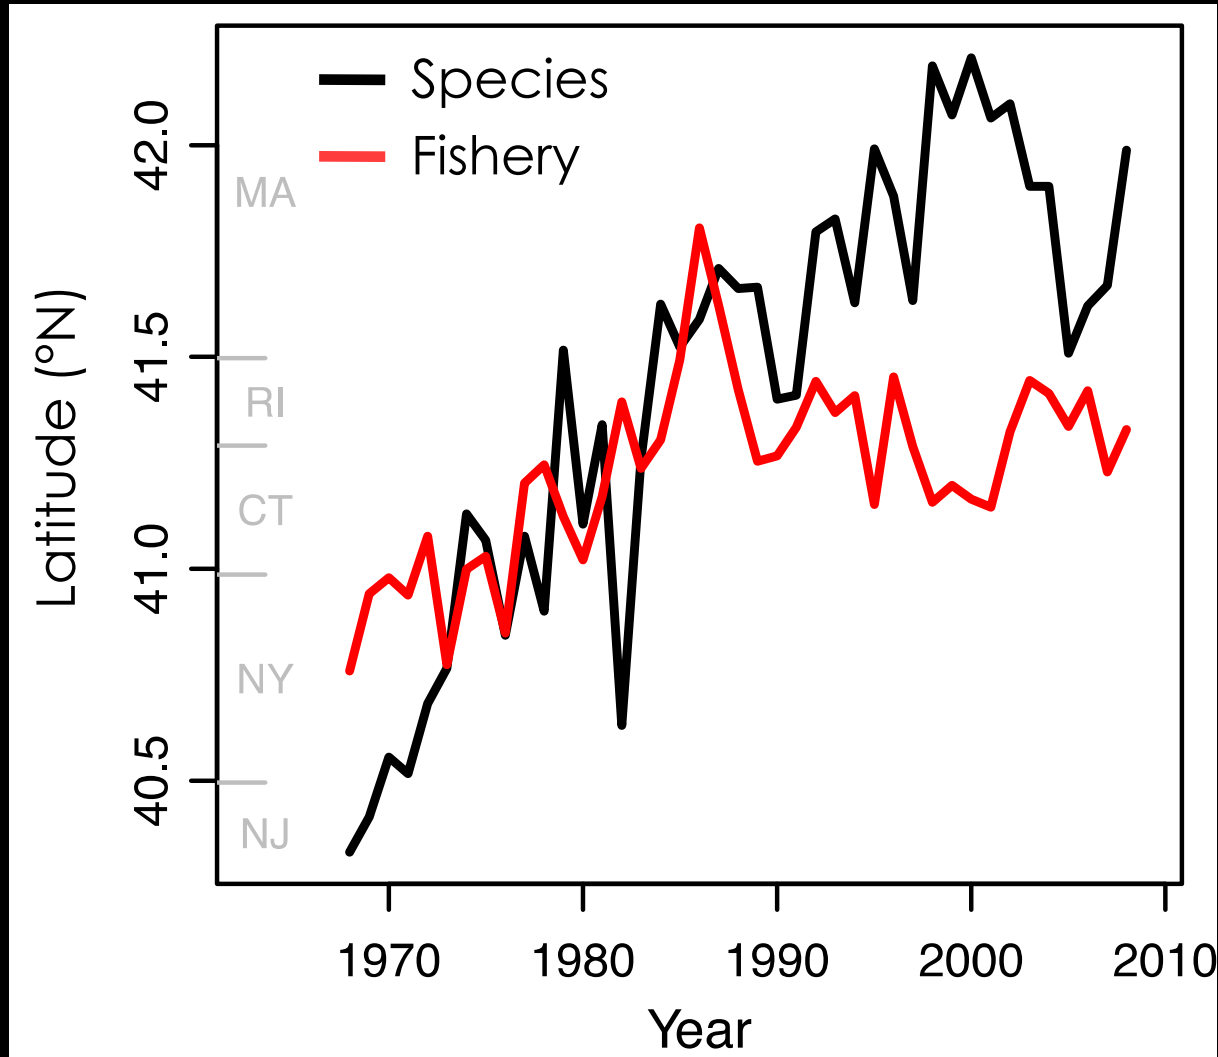 Species
Fishery
Latitude (°N)
42.0
41.5
41.0
40.5
MA
RI
CT
NY
NJ
1970 1980 1990 2000 2010
Year